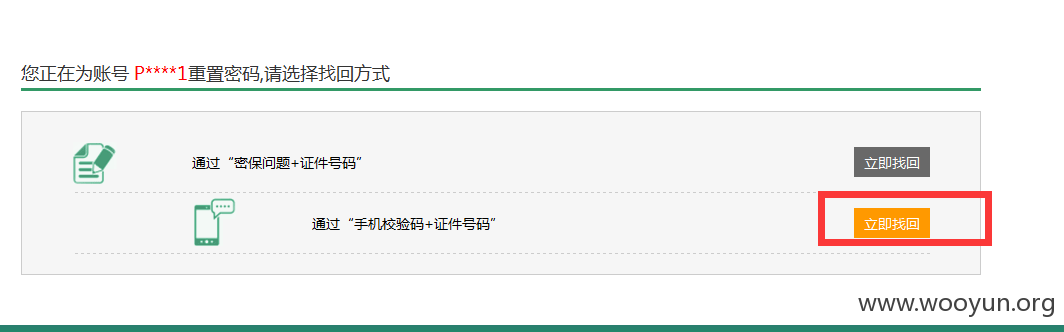 您正在为账号 P****1重置密码,请选择找回方式
通过“密保问题+证件号码” 立即找回
通过“手机校验码+证件号码” 立即找回
www.wooyun.org